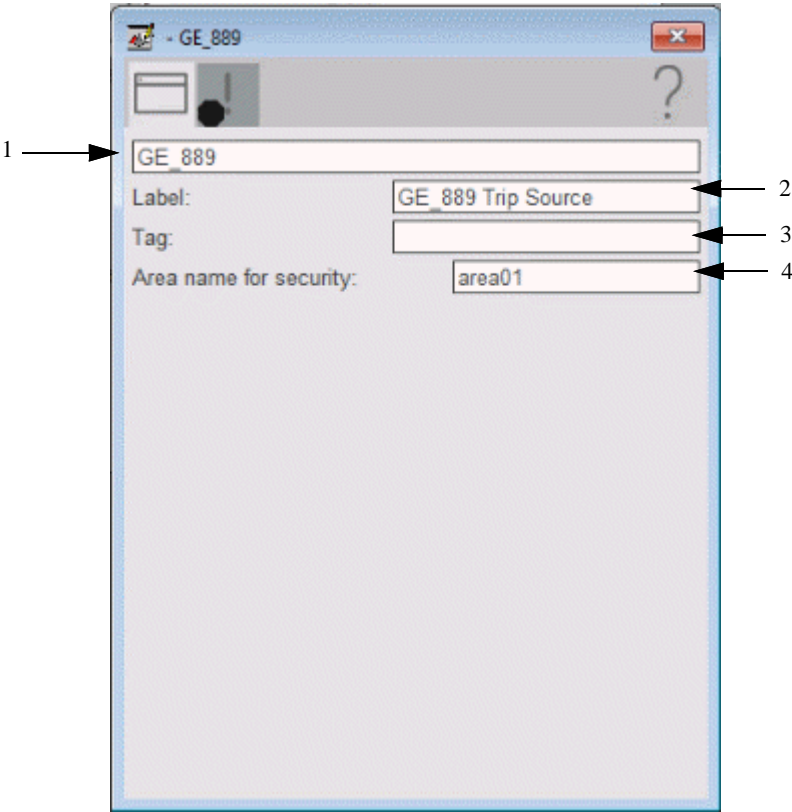 - GE_889
1
GE_889
Label:
GE_889 Trip Source
2
Tag:
3
Area name for security:
area01
4